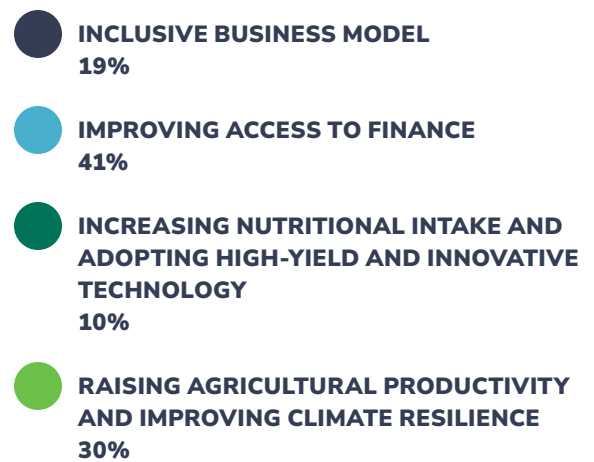 INCLUSIVE BUSINESS MODEL
19%
IMPROVING ACCESS TO FINANCE
41%
INCREASING NUTRITIONAL INTAKE AND
ADOPTING HIGH-YIELD AND INNOVATIVE
TECHNOLOGY
10%
RAISING AGRICULTURAL PRODUCTIVITY
AND IMPROVING CLIMATE RESILIENCE
30%